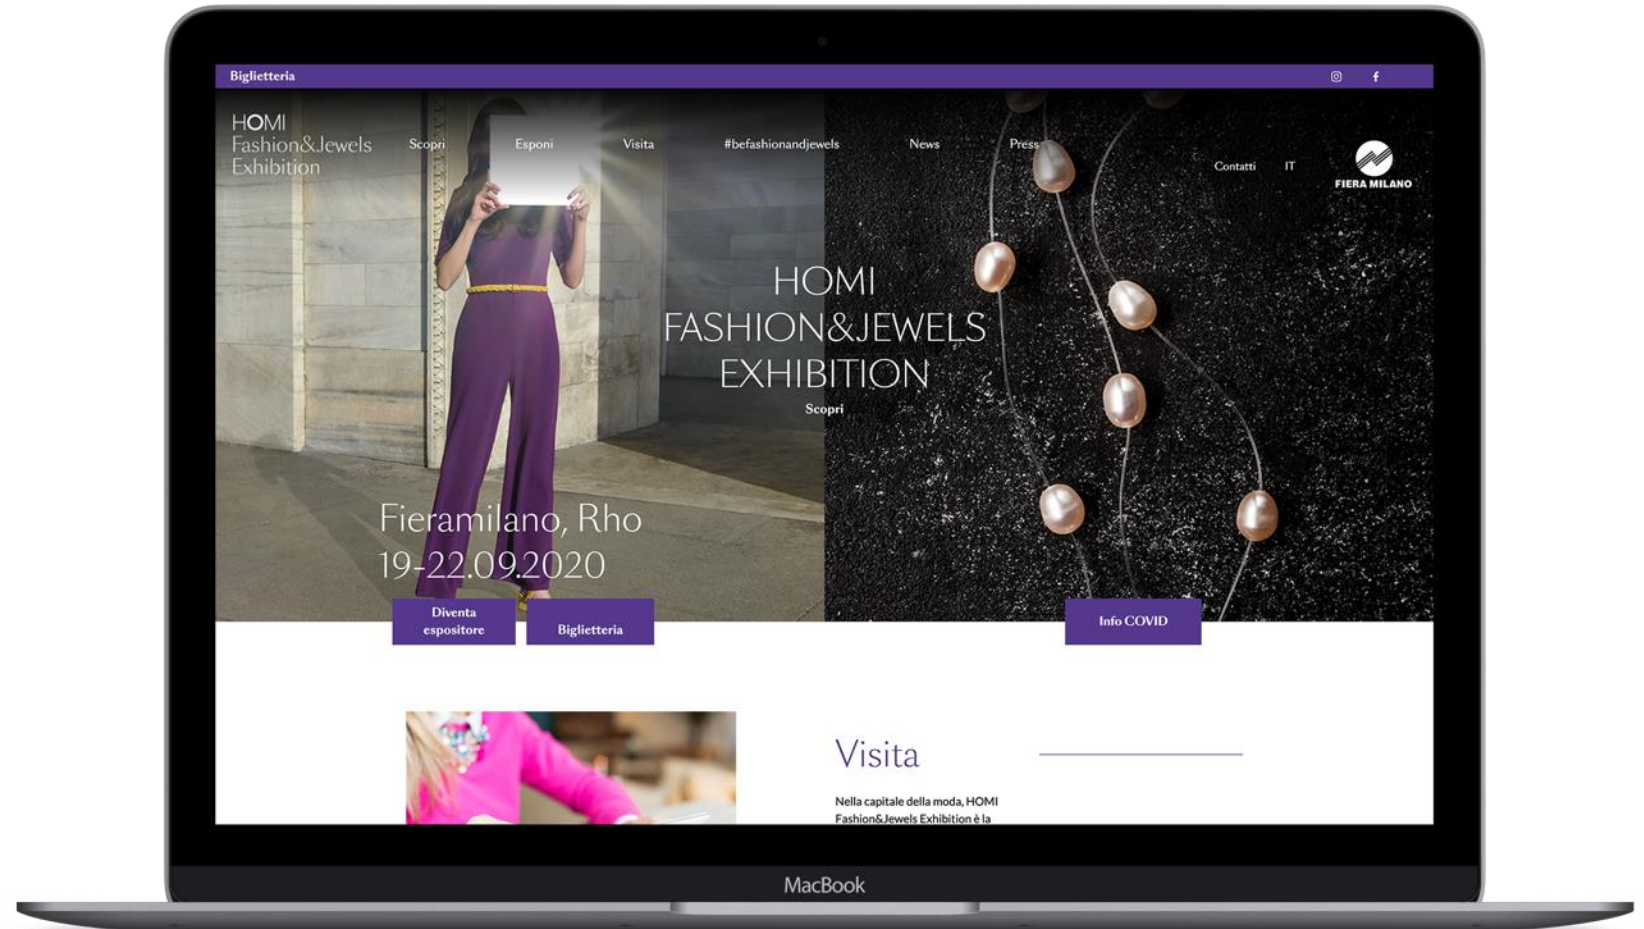 Biglietteria
HOMI
Fashion&Jewels
Exhibition
Scopri
Esponi
Visita
#befashionandjewels
News
Press
Contatti
IT
FIERA MILANO
HOMI
FASHION&JEWELS
EXHIBITION
Scopri
Fieramilano, Rho
19-22.09.2020
Diventa
espositore
Biglietteria
Info COVID
Visita
Nella capitale della moda, HOMI
Fashion&Jewels Exhibition è la
MacBook